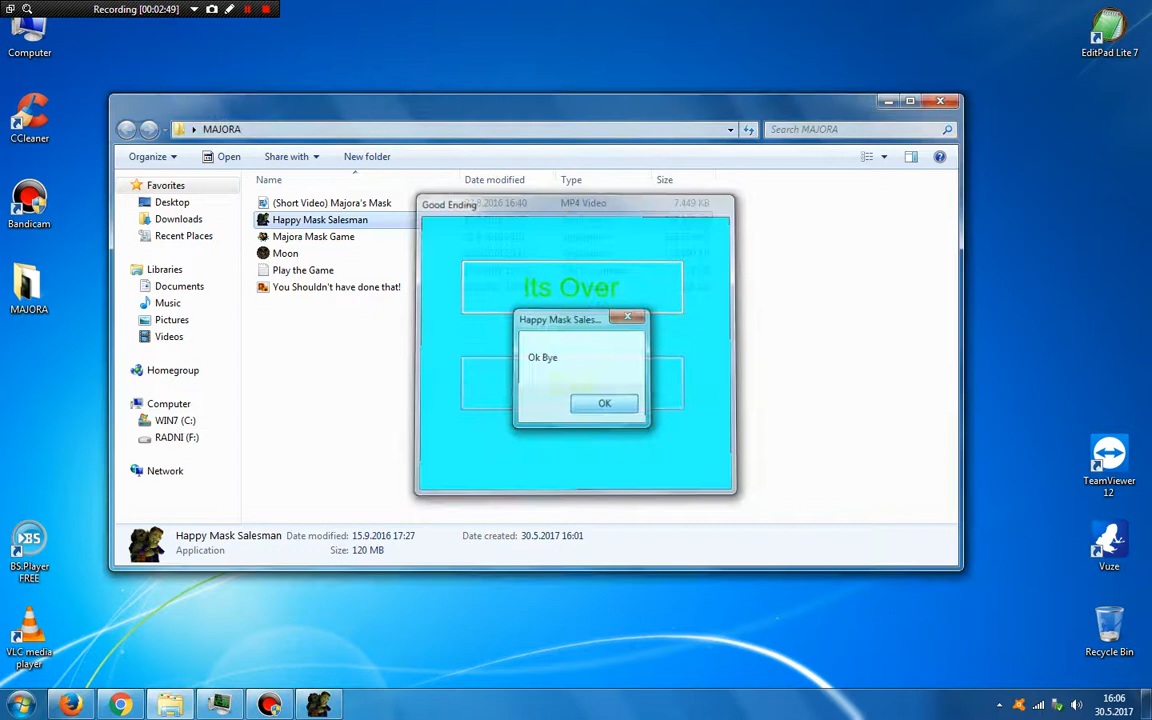 Recording [00:02:49]
Computer
CCleaner
Bandicam
MAJORA
BS.Player
FREE
VLC media
player
EditPad Lite 7
TeamViewer
12
Vuze
Recycle Bin
MAJORA
Search MAJORA
Organize
Open
Share with
New folder
Name
Date modified
Type
Size
Favorites
Desktop
Downloads
Recent Places
Libraries
Documents
Music
Pictures
Videos
Homegroup
Computer
WIN7 (C:)
RADNI (F:)
Network
(Short Video) Majora's Mask
16:40
MP4 Video
7.449 KB
Happy Mask Salesman
Majora Mask Game
Moon
Play the Game
You Shouldn't have done that!
Good Ending
Its Over
Happy Mask Sales...
Ok Bye
OK
Happy Mask Salesman
Date modified: 15.9.2016 17:27
Date created: 30.5.2017 16:01
Application
Size: 120 MB
16:06
30.5.2017